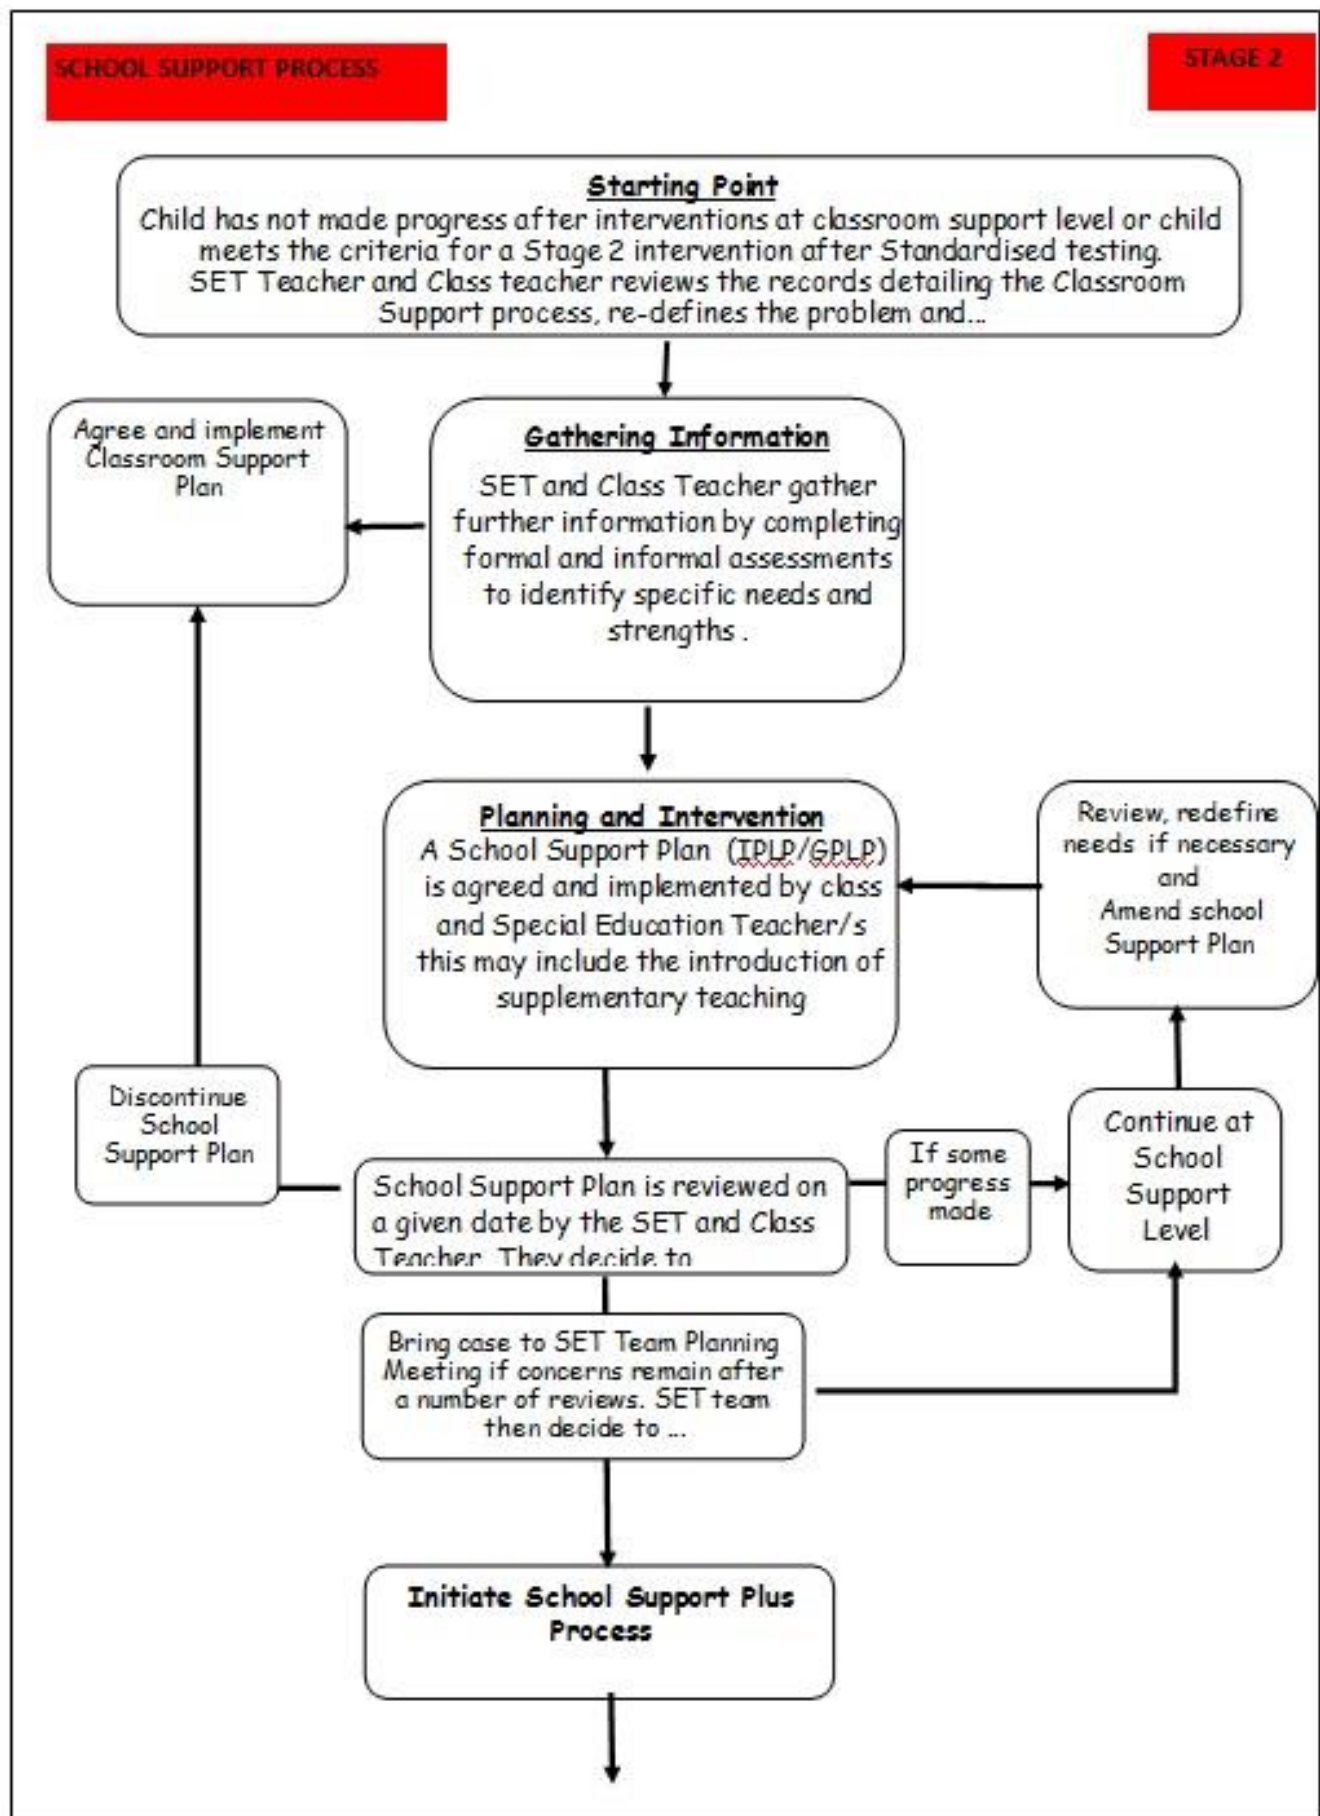 SCHOOL SUPPORT PROCESS
STAGE 2
Starting Point
Child has not made progress after interventions at classroom support level or child
meets the criteria for a Stage 2 intervention after Standardised testing.
SET Teacher and Class teacher reviews the records detailing the Classroom
Support process, re-defines the problem and...
Agree and implement
Classroom Support
Plan
Gathering Information
SET and Class Teacher gather
further information by completing
formal and informal assessments
to identify specific needs and
strengths .
Planning and Intervention
A School Support Plan (IPLP/GPLP)
is agreed and implemented by class
and Special Education Teacher/s
this may include the introduction of
supplementary teaching
Review, redefine
needs if necessary
and
Amend school
Support Plan
Discontinue
School
Support Plan
School Support Plan is reviewed on
a given date by the SET and Class
Teacher. They decide to
If some
progress
made
Continue at
School
Support
Level
Bring case to SET Team Planning
Meeting if concerns remain after
a number of reviews. SET team
then decide to ...
Initiate School Support Plus
Process